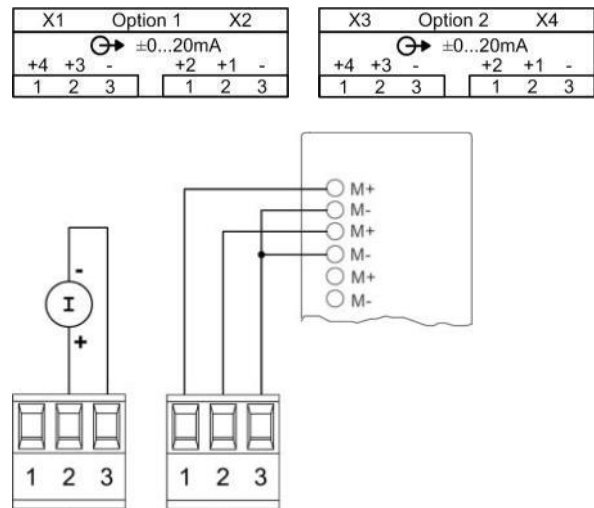 X1 Option 1 X2
±0...20mA
+4 +3 - +2 +1 -
1 2 3 1 2 3
X3 Option 2 X4
±0...20mA
+4 +3 - +2 +1 -
1 2 3 1 2 3
M+
M-
M+
M-
M+
M-
-
I
+
1 2 3
1 2 3